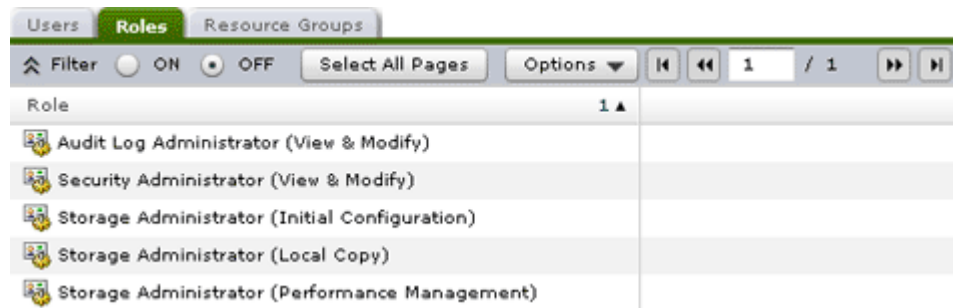 Users Roles Resource Groups
Filter ON OFF Select All Pages Options 1 / 1
Role 1
Audit Log Administrator (View & Modify)
Security Administrator (View & Modify)
Storage Administrator (Initial Configuration)
Storage Administrator (Local Copy)
Storage Administrator (Performance Management)